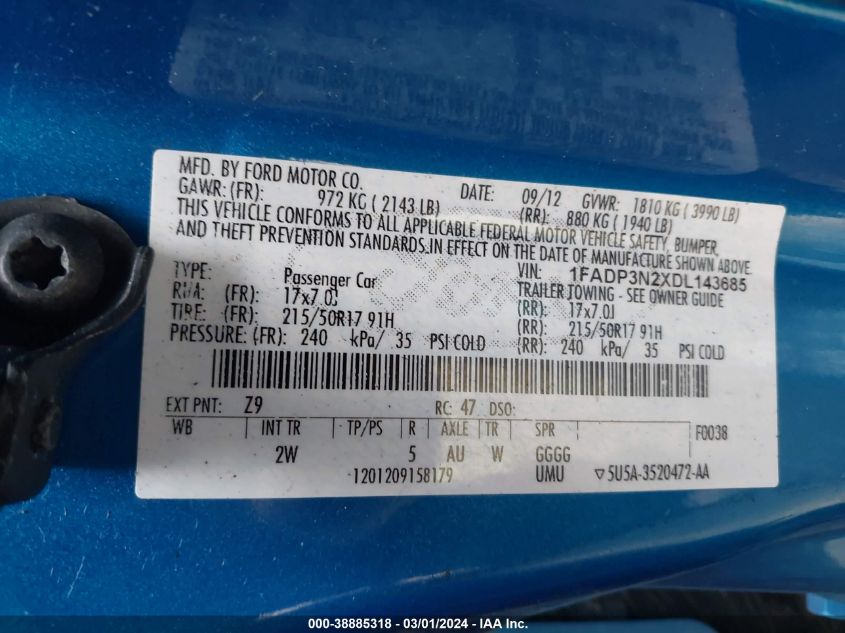 MFD. BY FORD MOTOR CO. DATE: 09/12 GVWR: 1810 KG ( 3990 LB)
GAWR: (FR): 972 KG ( 2143 LB) (RR): 880 KG ( 1940 LB)
THIS VEHICLE CONFORMS TO ALL APPLICABLE FEDERAL MOTOR VEHICLE SAFETY, BUMPER,
AND THEFT PREVENTION STANDARDS IN EFFECT ON THE DATE OF MANUFACTURE SHOWN ABOVE.
VIN: 1FADP3N2XDL143685
TYPE: Passenger Car TRAILER TOWING - SEE OWNER GUIDE
(FR): 17x7.0J (RR): 17x7.0J
TIRE: (FR): 215/50R17 91H (RR): 215/50R17 91H
PRESSURE: (FR): 240 kPa/ 35 PSI COLD (RR): 240 kPa/ 35 PSI COLD
EXT PNT: Z9 RC: 47 DSO:
WB INT TR TP/PS R AXLE TR SPR F0038
2W 5 AU W GGGG
1201209158179 UMU ▽5U5A-3520472-AA
000-38885318 - 03/01/2024 - IAA Inc.